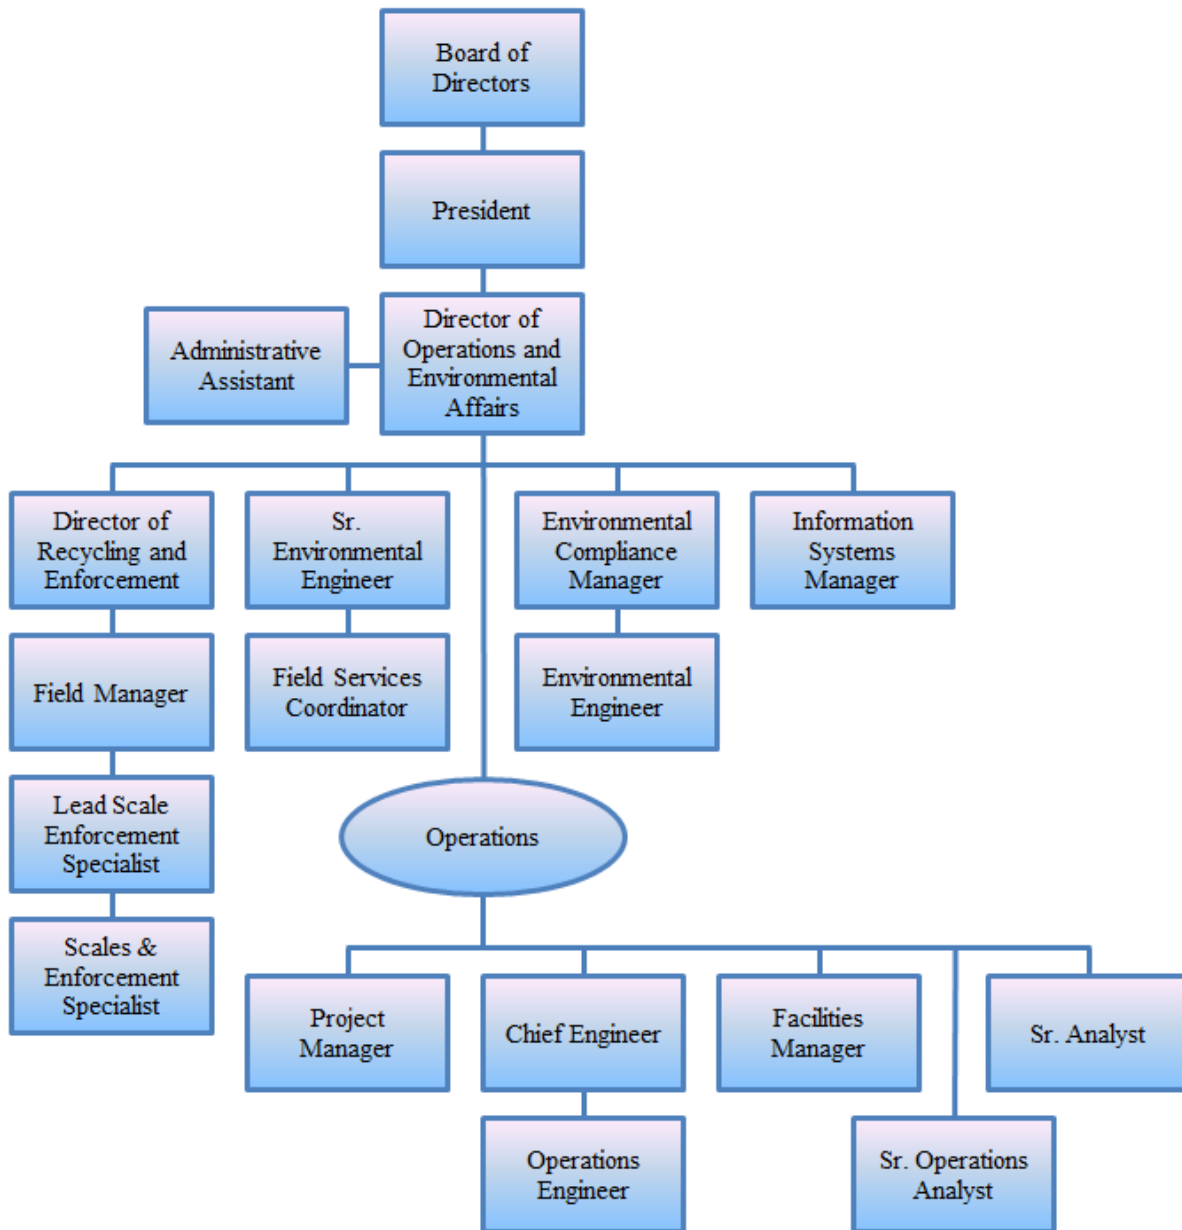 Board of
Directors
President
Administrative
Assistant
Director of
Operations and
Environmental
Affairs
Director of
Recycling and
Enforcement
Sr.
Environmental
Engineer
Environmental
Compliance
Manager
Information
Systems
Manager
Field Manager
Field Services
Coordinator
Environmental
Engineer
Lead Scale
Enforcement
Specialist
Operations
Scales &
Enforcement
Specialist
Project
Manager
Chief Engineer
Facilities
Manager
Sr. Analyst
Operations
Engineer
Sr. Operations
Analyst